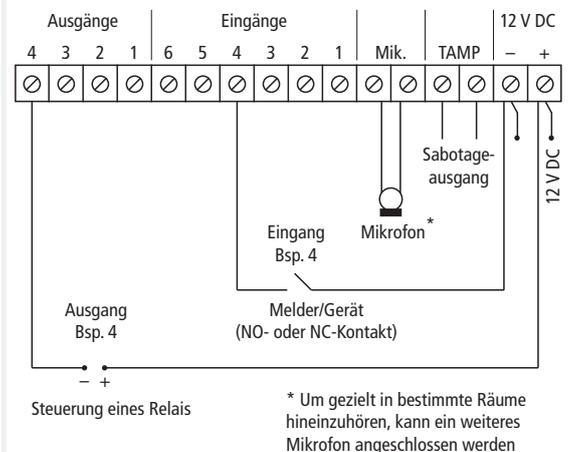 Ausgänge Eingänge 12 V DC
4 3 2 1 6 5 4 3 2 1 Mik. TAMP – +
Sabotage-
ausgang
12 V DC
Mikrofon*
Eingang
Bsp. 4
Melder/Gerät
(NO- oder NC-Kontakt)
Ausgang
Bsp. 4
– +
Steuerung eines Relais
* Um gezielt in bestimmte Räume
hineinzuhören, kann ein weiteres
Mikrofon angeschlossen werden